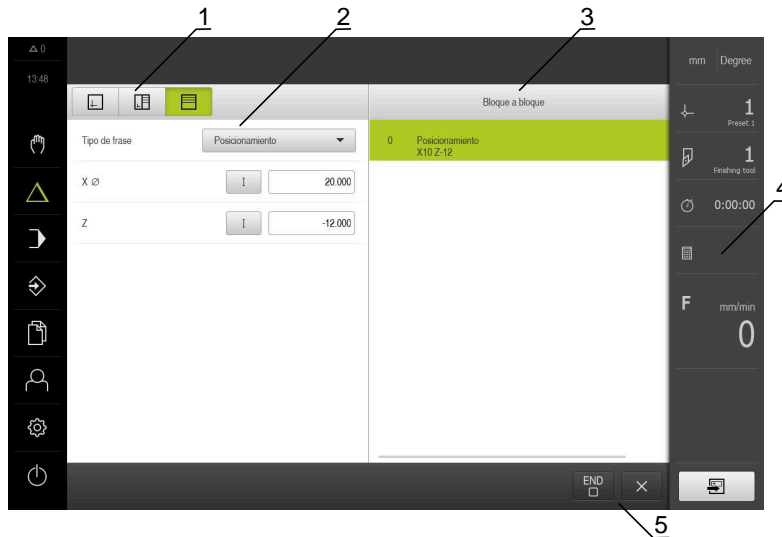 1
2
3
△ 0
mm Degree
13:48
Bloque a bloque
1
Preset 1
Tipo de frase Posicionamiento
0 Posicionamiento
X10 Z-12
1
Finishing tool
X ∅ I 20.000
4
0:00:00
Z I -12.000
F mm/min
0
END
5